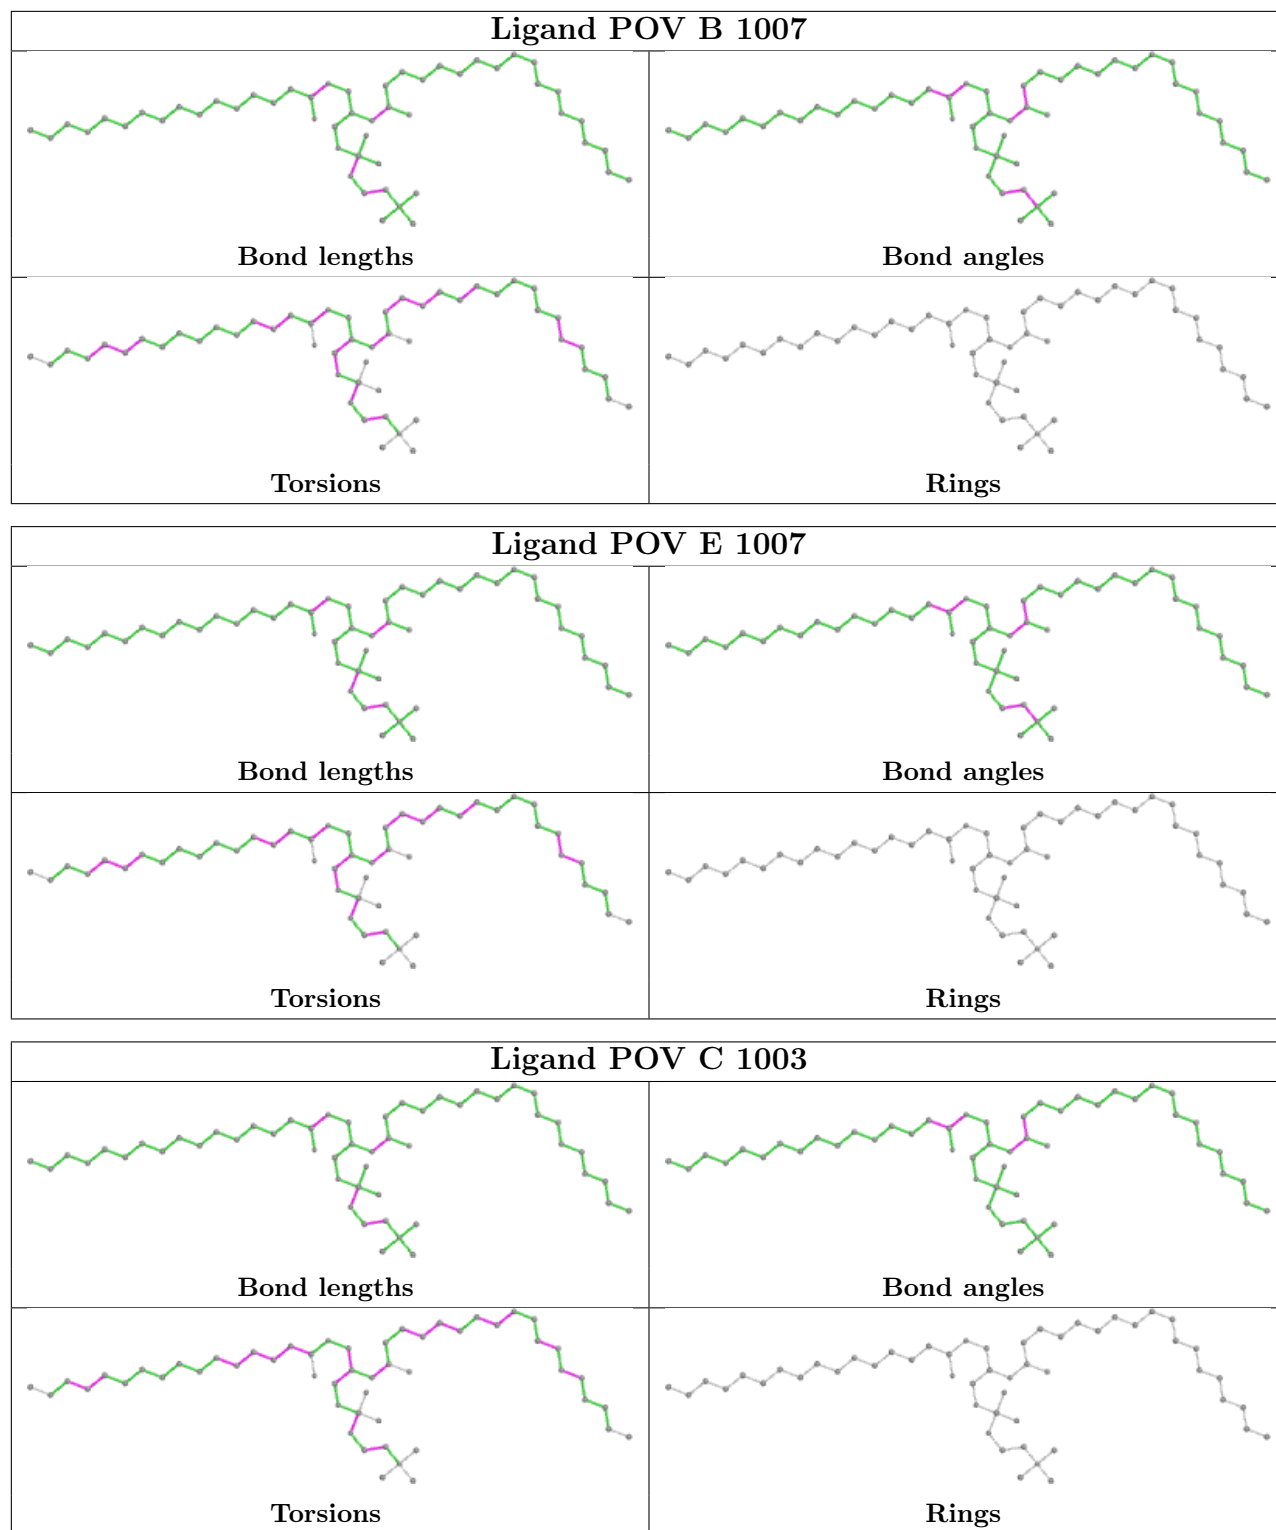 Ligand POV B 1007
Bond lengths
Bond angles
Torsions
Rings
Ligand POV E 1007
Bond lengths
Bond angles
Torsions
Rings
Ligand POV C 1003
Bond lengths
Bond angles
Torsions
Rings